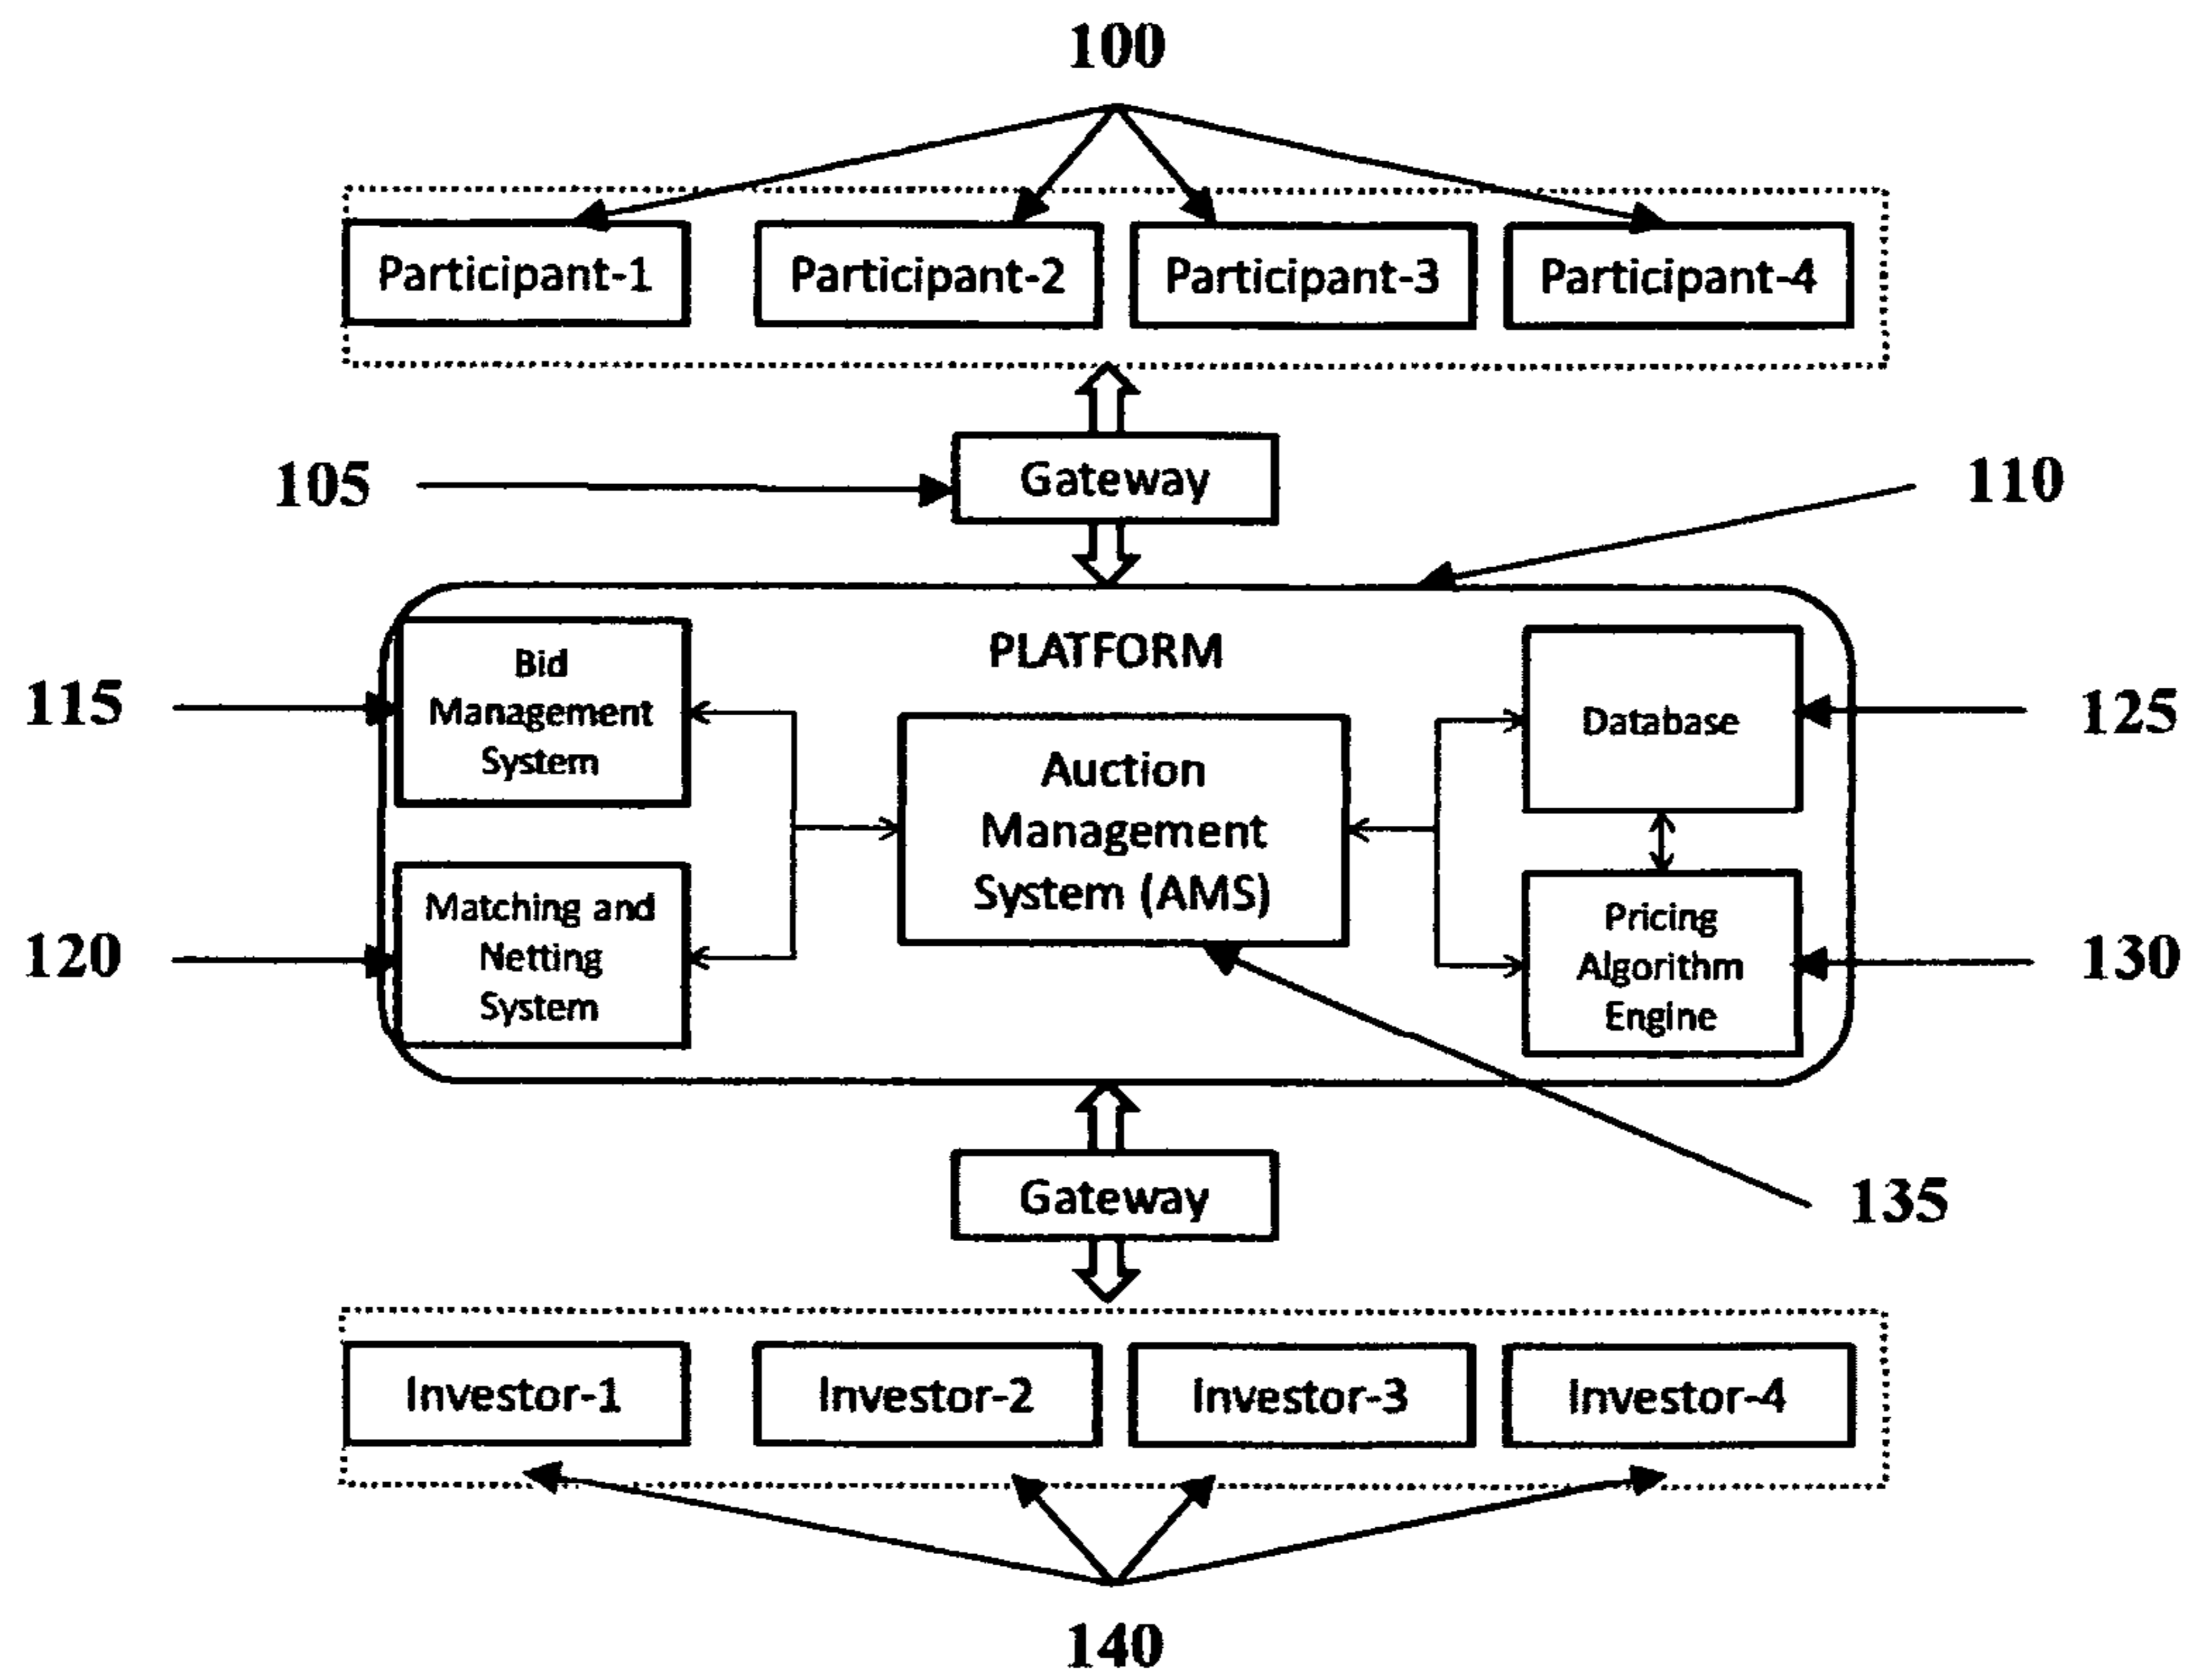 100
Participant-1
Participant-2
Participant-3
Participant-4
105
Gateway
110
PLATFORM
115
Bid
Management
System
Auction
Management
System (AMS)
Database
125
120
Matching and
Netting
System
Pricing
Algorithm
Engine
130
Gateway
135
Investor-1
Investor-2
Investor-3
Investor-4
140